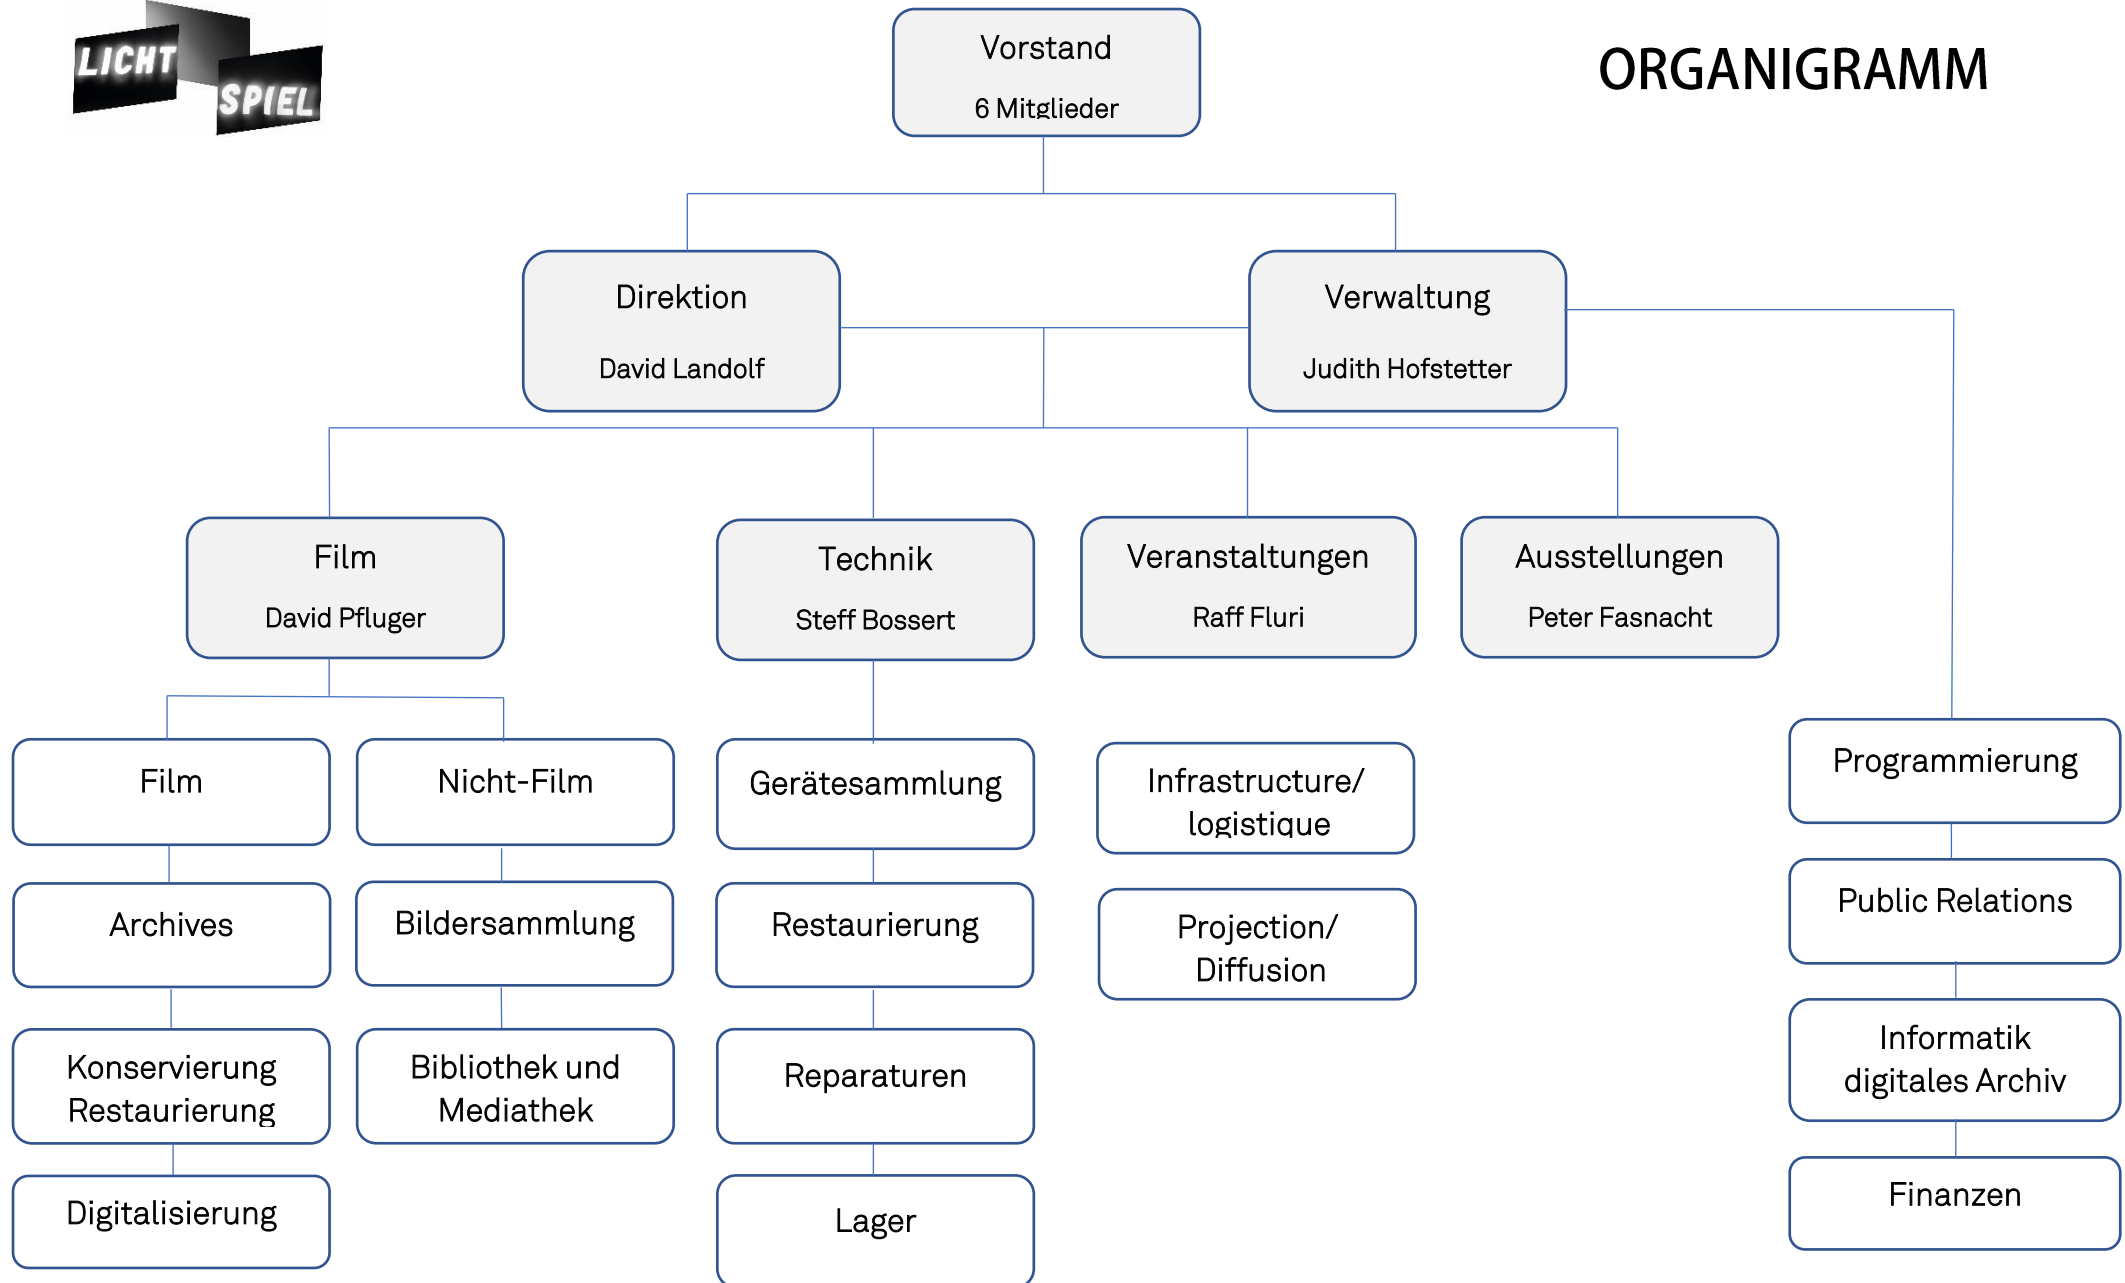 LICHT
SPIEL
ORGANIGRAMM
Vorstand
6 Mitglieder
Direktion
David Landolf
Verwaltung
Judith Hofstetter
Film
David Pfluger
Technik
Steff Bossert
Veranstaltungen
Raff Fluri
Ausstellungen
Peter Fasnacht
Film
Archives
Konservierung
Restaurierung
Digitalisierung
Nicht-Film
Bildersammlung
Bibliothek und
Mediathek
Gerätesammlung
Restaurierung
Reparaturen
Lager
Infrastructure/
logistique
Projection/
Diffusion
Programmierung
Public Relations
Informatik
digitales Archiv
Finanzen